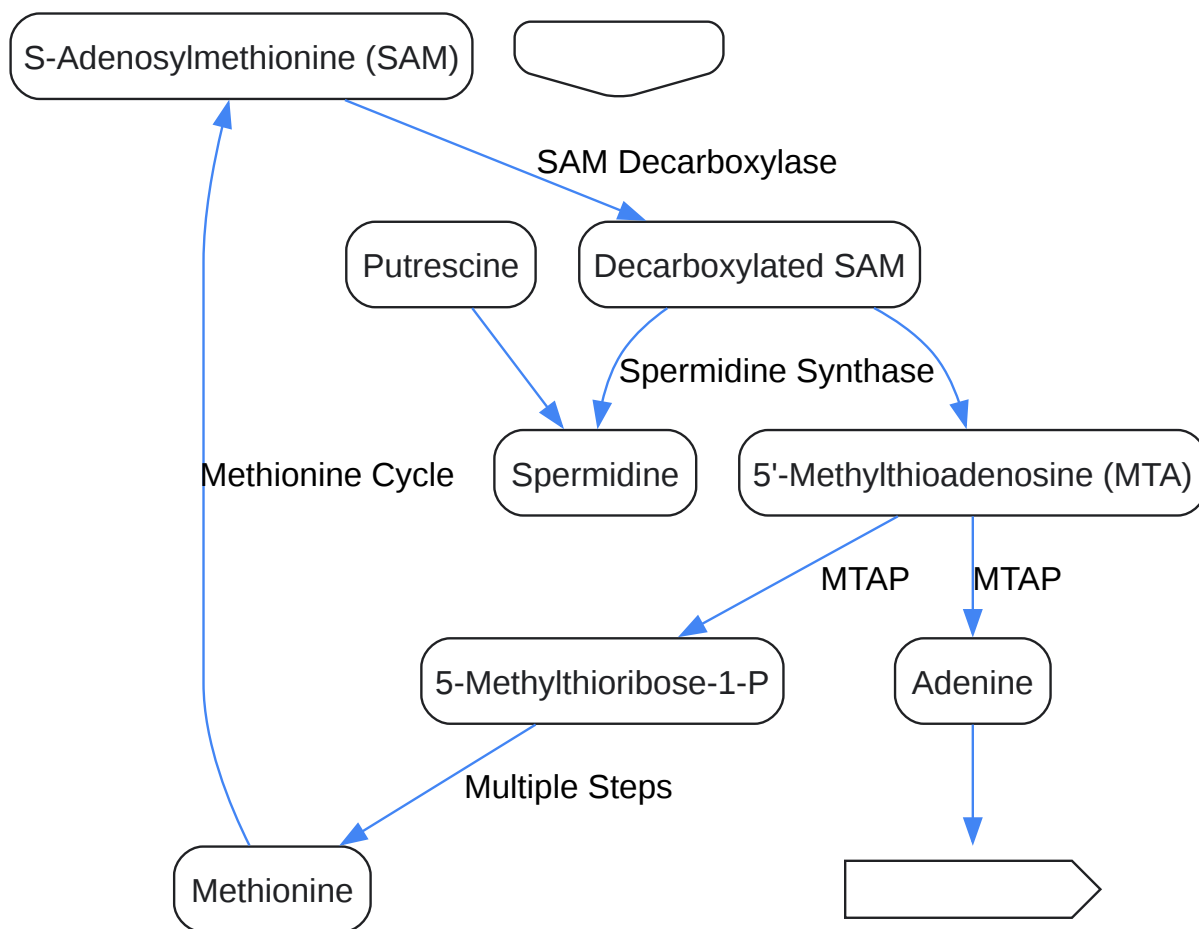 S-Adenosylmethionine (SAM)
SAM Decarboxylase
Putrescine
Decarboxylated SAM
Spermidine Synthase
Methionine Cycle
Spermidine
5'-Methylthioadenosine (MTA)
MTAP
MTAP
5-Methylthioribose-1-P
Adenine
Multiple Steps
Methionine